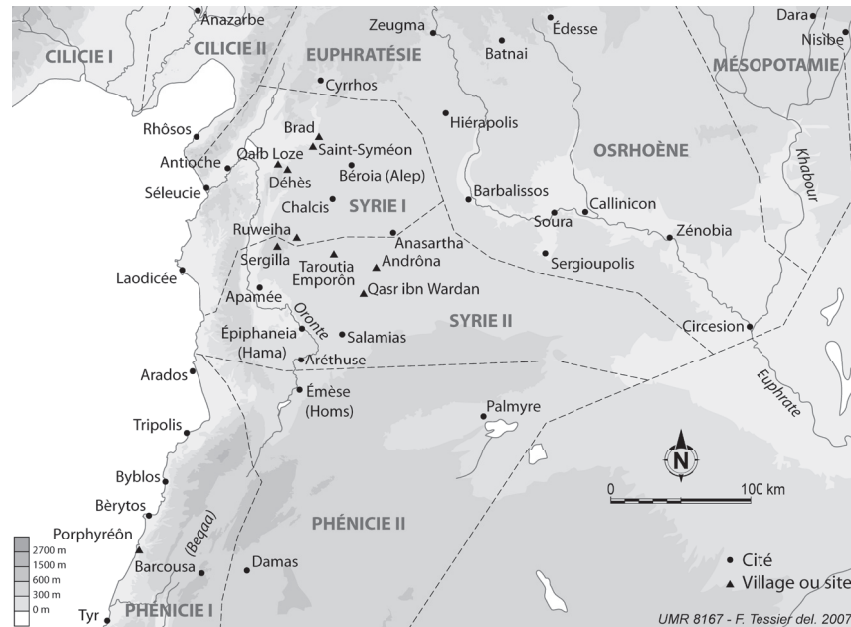 Anazarbe
CILICIE I
CILICIE II
Zeugma
EUPHRATÉSIE
Batnai
Édesse
Dara
Nisibe
MÉSOPOTAMIE
Cyrrhos
Rhôsos
Brad
Hiérapolis
Saint-Syméon
OSRHOÈNE
Khabour
Antioche
Qalb Loze
Déhès
Béroia (Alep)
Séleucie
Chalcis
SYRIE I
Barbalissos
Callinicon
Soura
Ruweiha
Zénobia
Anasartha
Sergilla
Taroutia
Emporôn
Andrôna
Sergioupolis
Laodicée
Apamée
Qasr ibn Wardan
Oronte
SYRIE II
Épiphaneia
(Hama)
Salamias
Circesion
Aréthuse
Arados
Émèse
(Homs)
Euphrate
Palmyre
Tripolis
N
Byblos
0 100 km
Bèrytos
PHÉNICIE II
(Beqaa)
Porphyréôn
2700 m
1500 m
600 m
300 m
0 m
Barcousa
Damas
Cité
Village ou site
PHÉNICIE I
Tyr
UMR 8167 - F. Tessier del. 2007